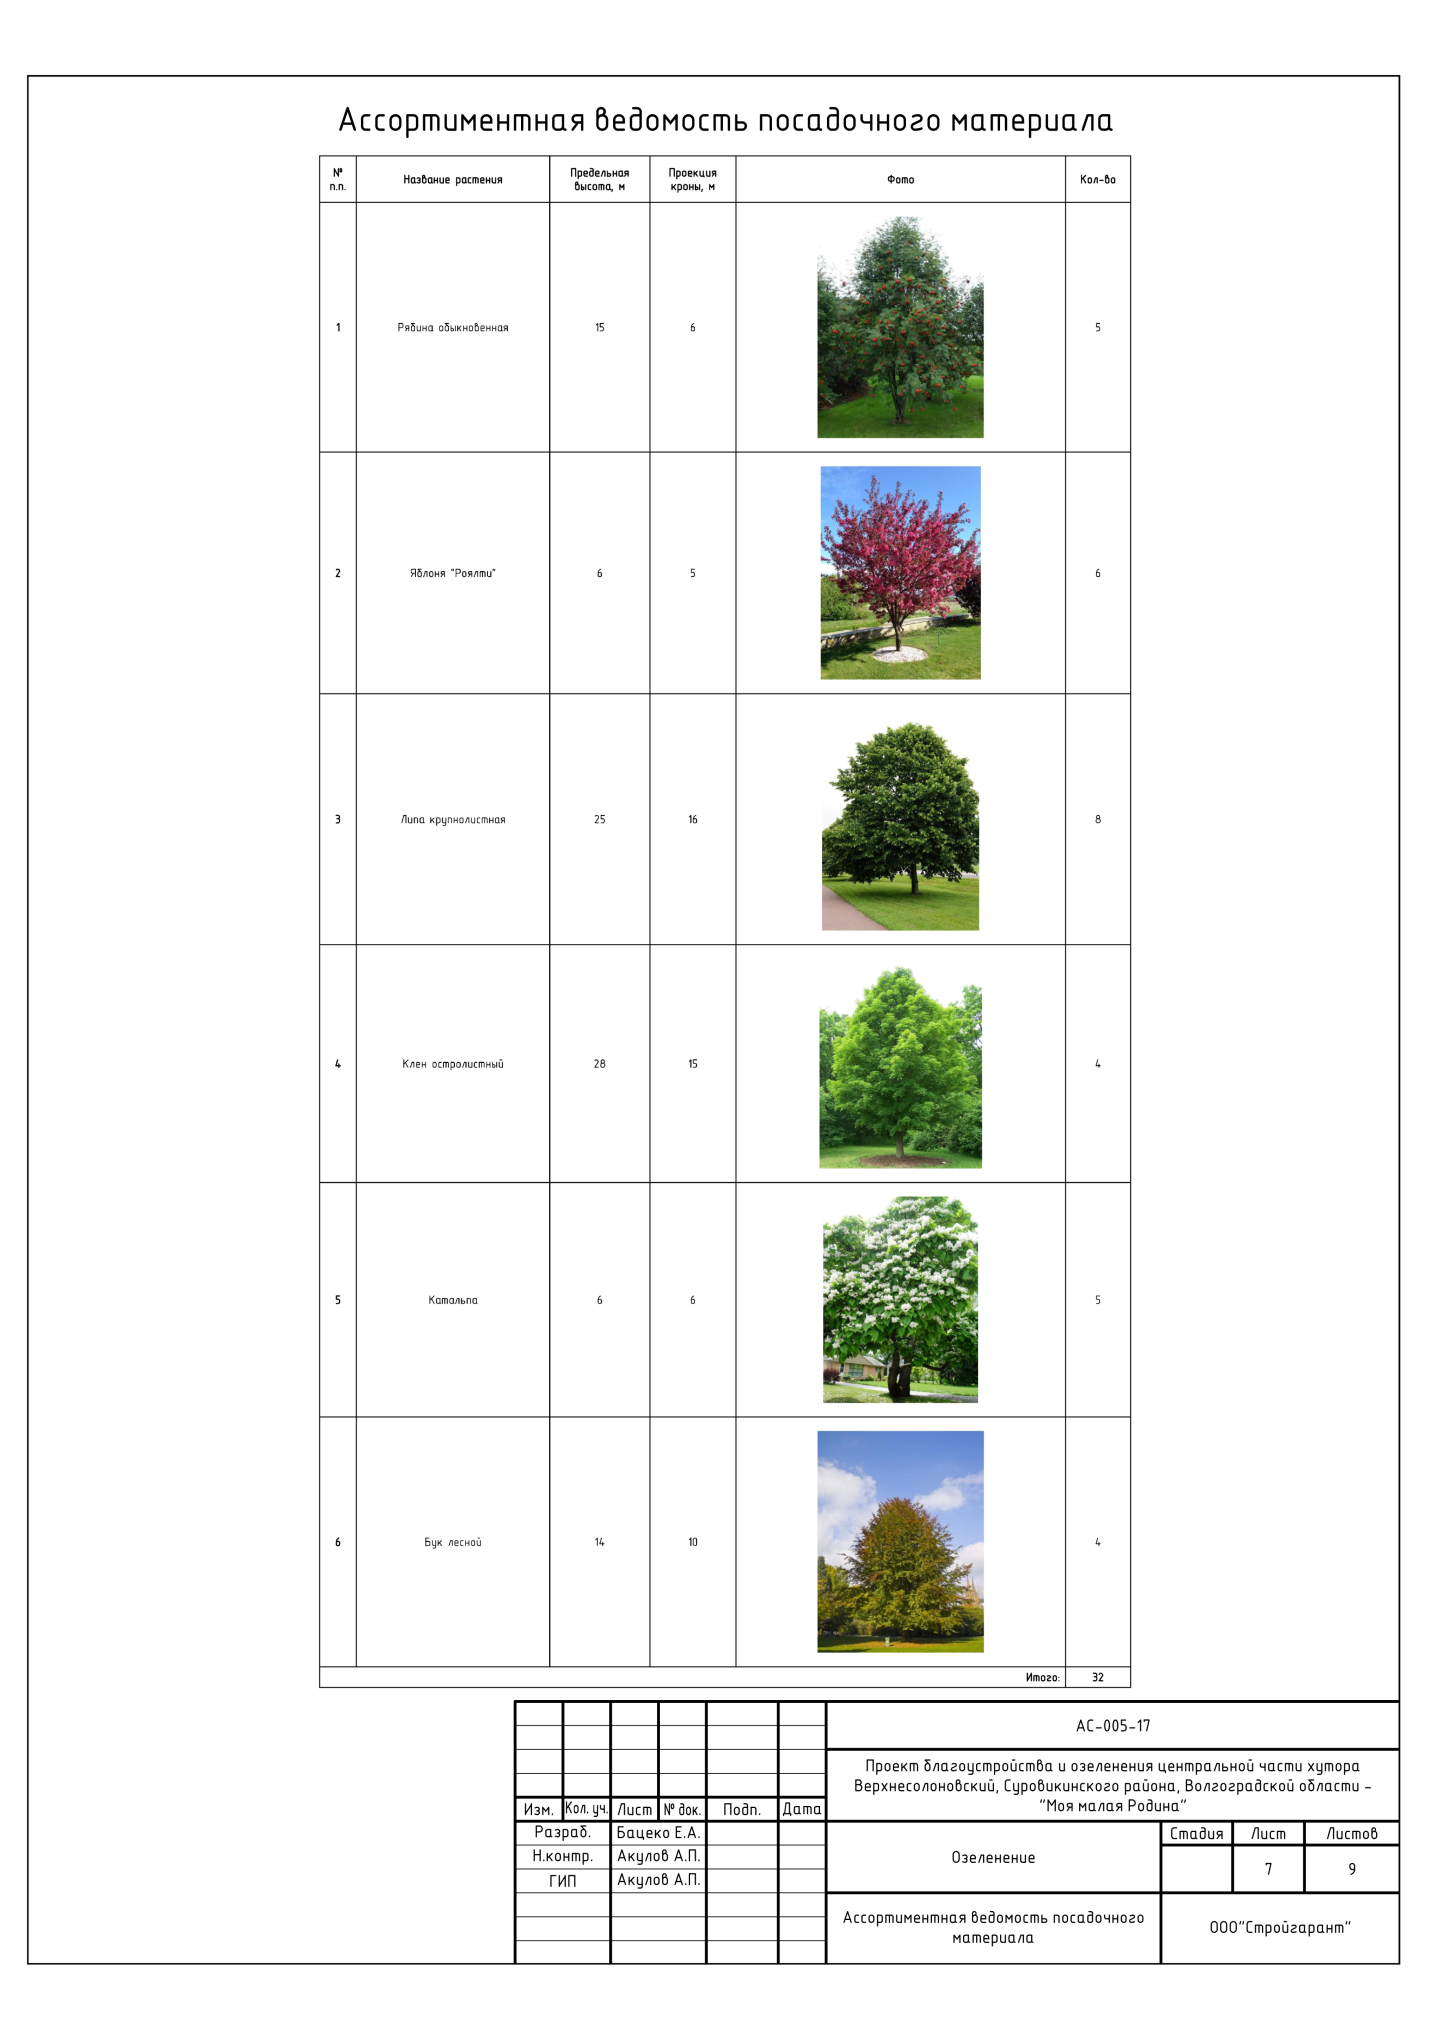 Ассортиментная ведомость посадочного материала
№ п.п. Название растения Предельная высота, м Проекция кроны, м Фото Кол-во
1 Рябина обыкновенная 15 6 5
2 Яблоня "Роялти" 6 5 6
3 Липа крупнолистная 25 16 8
4 Клен остролистный 28 15 4
5 Катальпа 6 6 5
6 Бук лесной 14 10 4
Итого: 32
АС-005-17
Проект благоустройства и озеленения центральной части хутора
Верхнесолоновский, Суровикинского района, Волгоградской области -
"Моя малая Родина"
Изм. Кол. уч. Лист № док. Подп. Дата
Разраб. Бацеко Е.А.
Н.контр. Акулов А.П.
ГИП Акулов А.П.
Озеленение
Стадия Лист Листов
7 9
Ассортиментная ведомость посадочного
материала
ООО"Стройгарант"